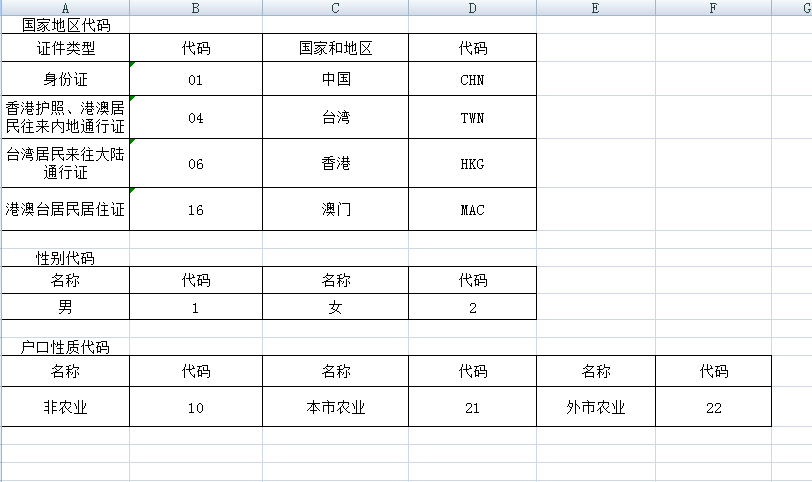 A B C D E F G
国家地区代码
证件类型 代码 国家和地区 代码
身份证 01 中国 CHN
香港护照、港澳居
民往来内地通行证 04 台湾 TWN
台湾居民来往大陆
通行证 06 香港 HKG
港澳台居民居住证 16 澳门 MAC
性别代码
名称 代码 名称 代码
男 1 女 2
户口性质代码
名称 代码 名称 代码 名称 代码
非农业 10 本市农业 21 外市农业 22